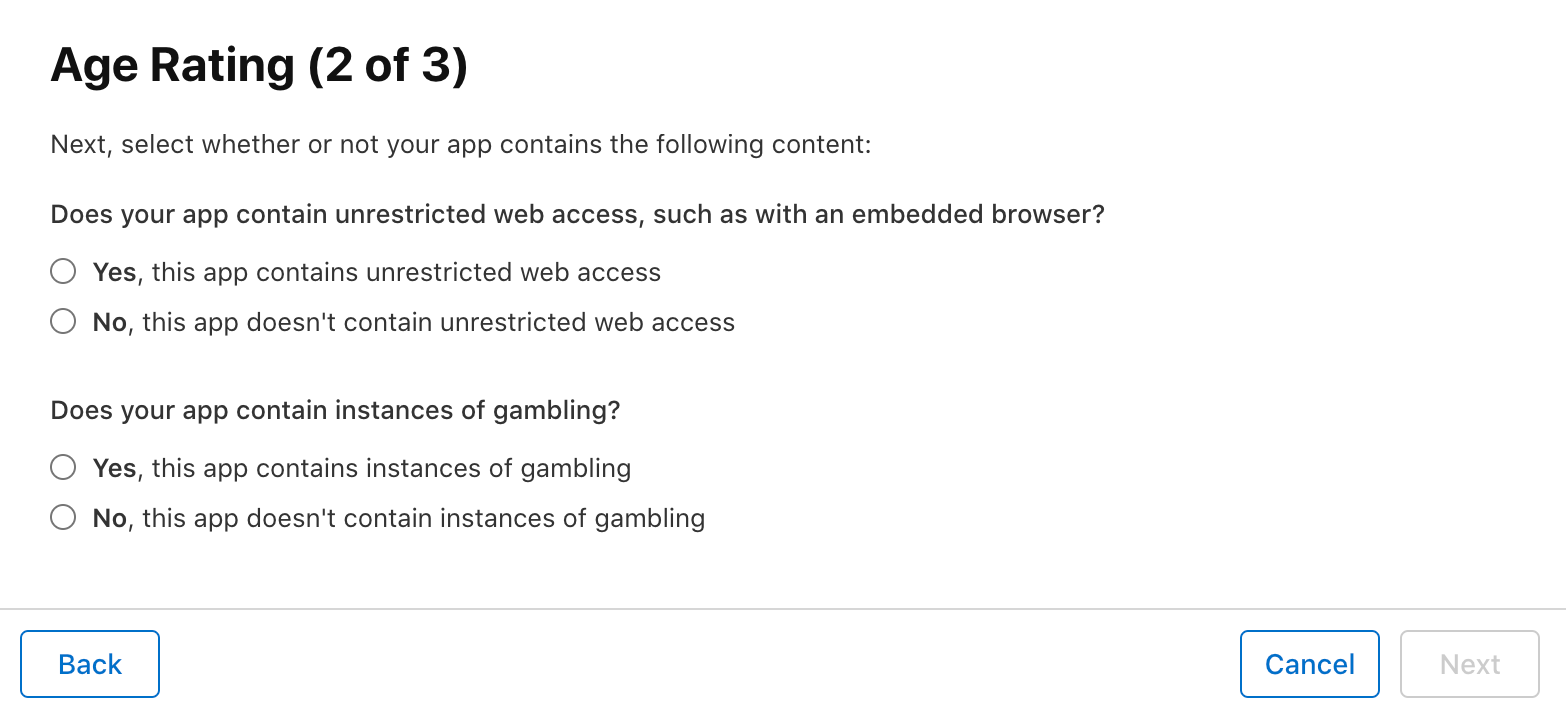 Age Rating (2 of 3)
Next, select whether or not your app contains the following content:
Does your app contain unrestricted web access, such as with an embedded browser?
Yes, this app contains unrestricted web access
No, this app doesn't contain unrestricted web access
Does your app contain instances of gambling?
Yes, this app contains instances of gambling
No, this app doesn't contain instances of gambling
Back
Cancel
Next